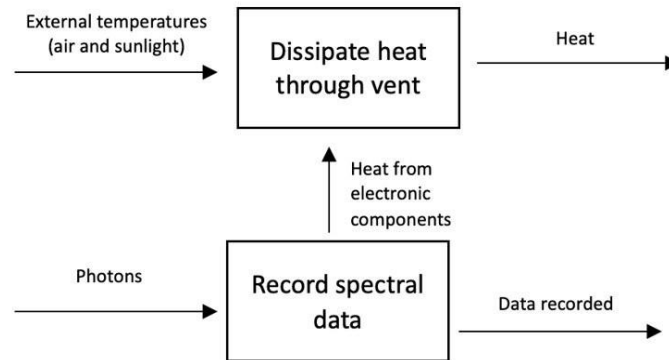 External temperatures
(air and sunlight)
Dissipate heat
through vent
Heat
Heat from
electronic
components
Photons
Record spectral
data
Data recorded